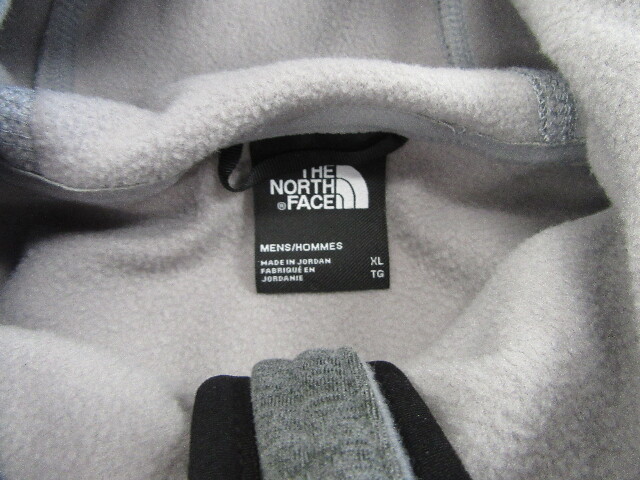 THE
NORTH
®FACE
MENS/HOMMES
MADE IN JORDAN XL
FABRIQUÉ EN TG
JORDANIE